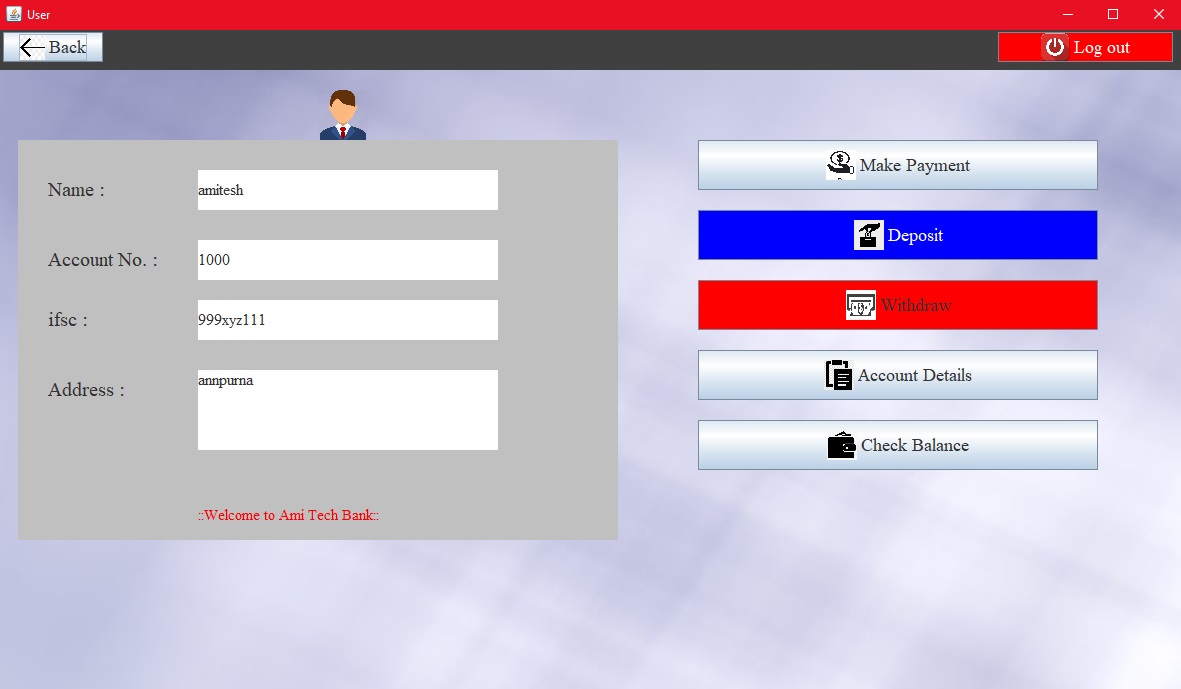 User
Back
Log out
Name :
amitesh
Account No. :
1000
ifsc :
999xyz111
Address :
annpurna
::Welcome to Ami Tech Bank::
Make Payment
Deposit
Withdraw
Account Details
Check Balance